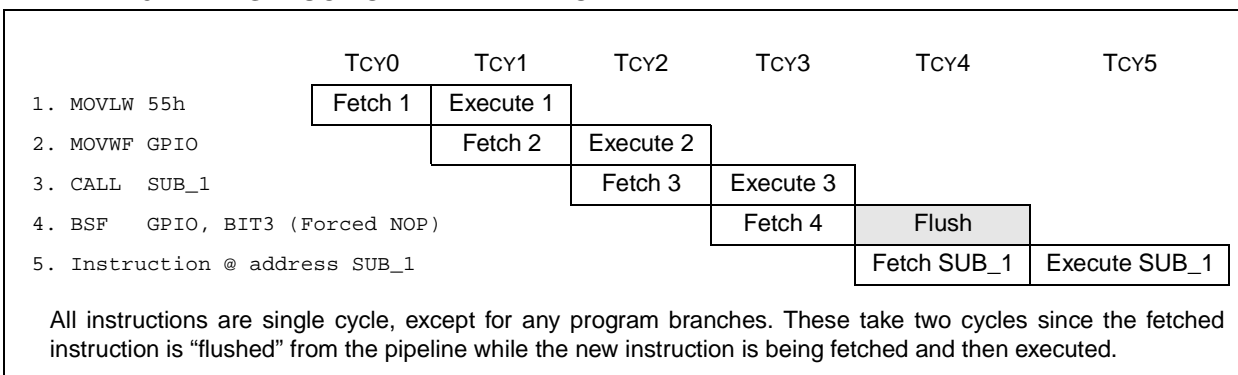 TCY0 TCY1 TCY2 TCY3 TCY4 TCY5
1. MOVLW 55h Fetch 1 Execute 1
2. MOVWF GPIO Fetch 2 Execute 2
3. CALL SUB_1 Fetch 3 Execute 3
4. BSF GPIO, BIT3 (Forced NOP) Fetch 4 Flush
5. Instruction @ address SUB_1 Fetch SUB_1 Execute SUB_1
All instructions are single cycle, except for any program branches. These take two cycles since the fetched
instruction is “flushed” from the pipeline while the new instruction is being fetched and then executed.